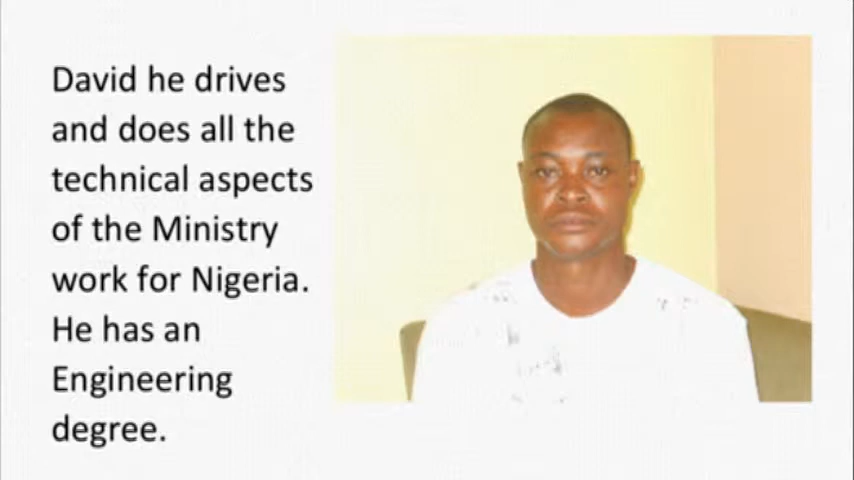 David he drives
and does all the
technical aspects
of the Ministry
work for Nigeria.
He has an
Engineering
degree.